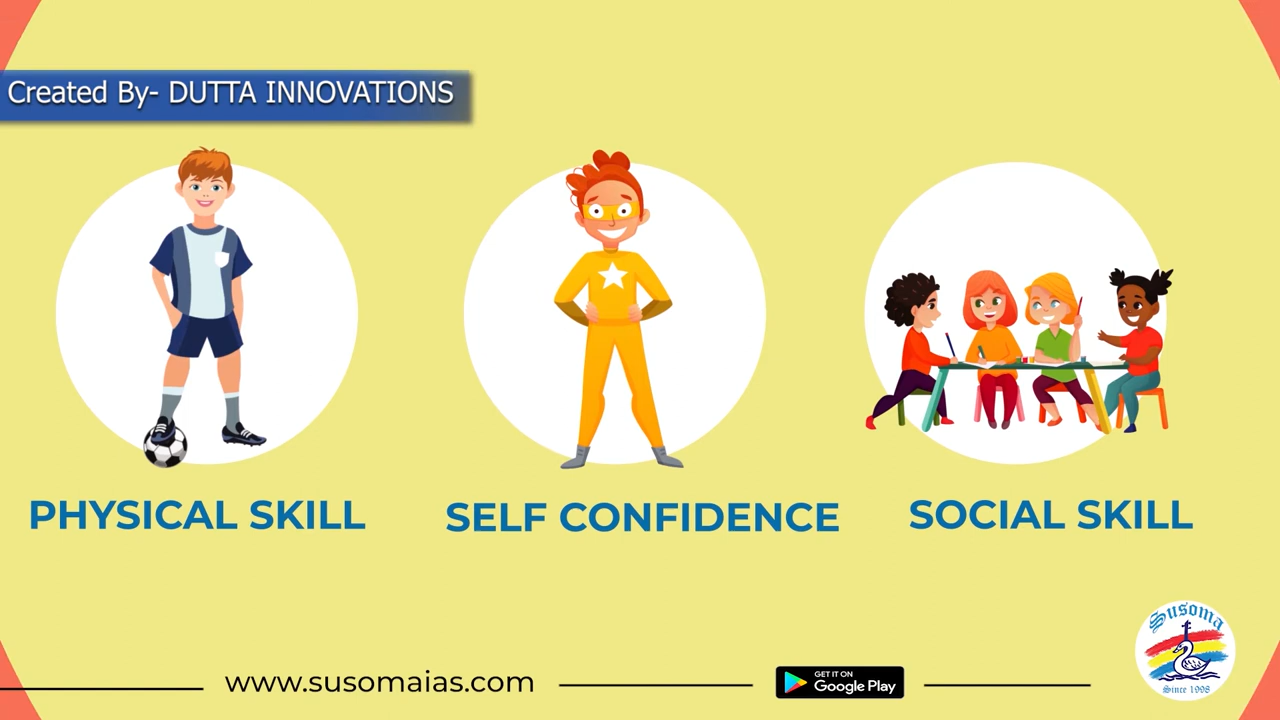 Created By- DUTTA INNOVATIONS
PHYSICAL SKILL
SELF CONFIDENCE
SOCIAL SKILL
Susoma
Since 1998
www.susomaias.com
GET IT ON
Google Play